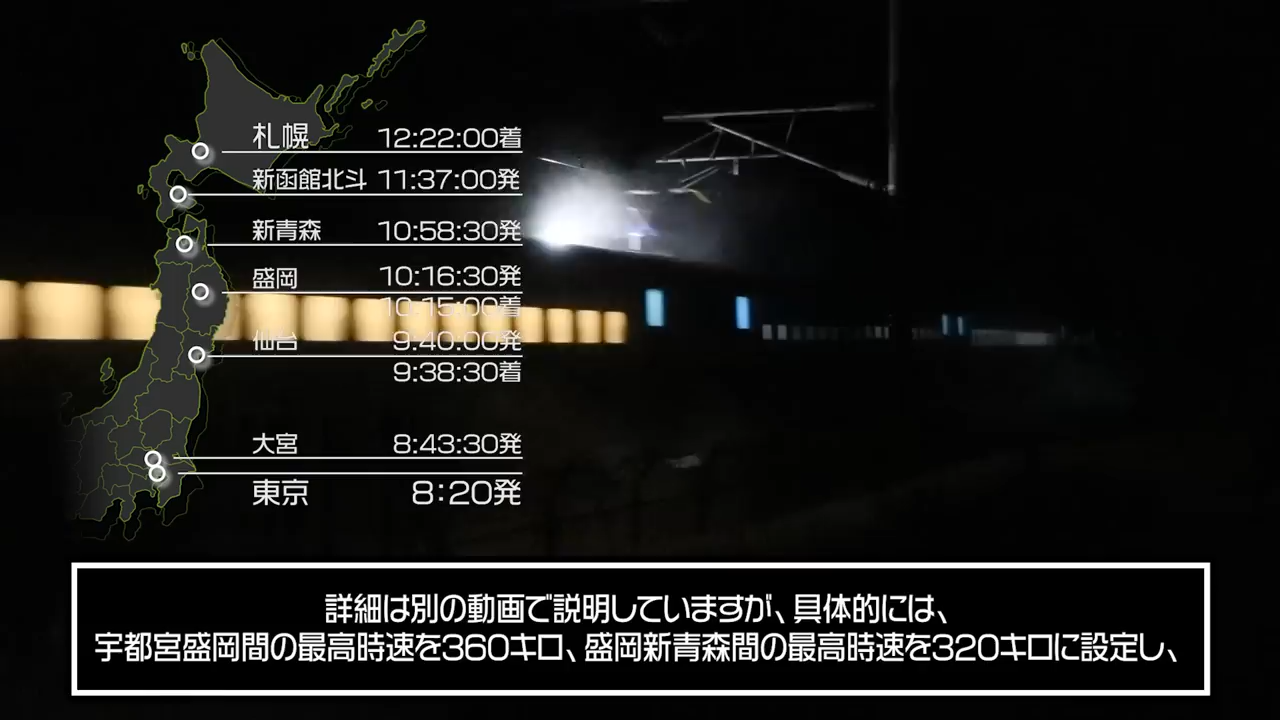 札幌 12:22:00着
新函館北斗 11:37:00発
新青森 10:58:30発
盛岡 10:16:30発
10:15:00着
仙台 9:40:00発
9:38:30着
大宮 8:43:30発
東京 8:20発
詳細は別の動画で説明していますが、具体的には、
宇都宮盛岡間の最高時速を360キロ、盛岡新青森間の最高時速を320キロに設定し、